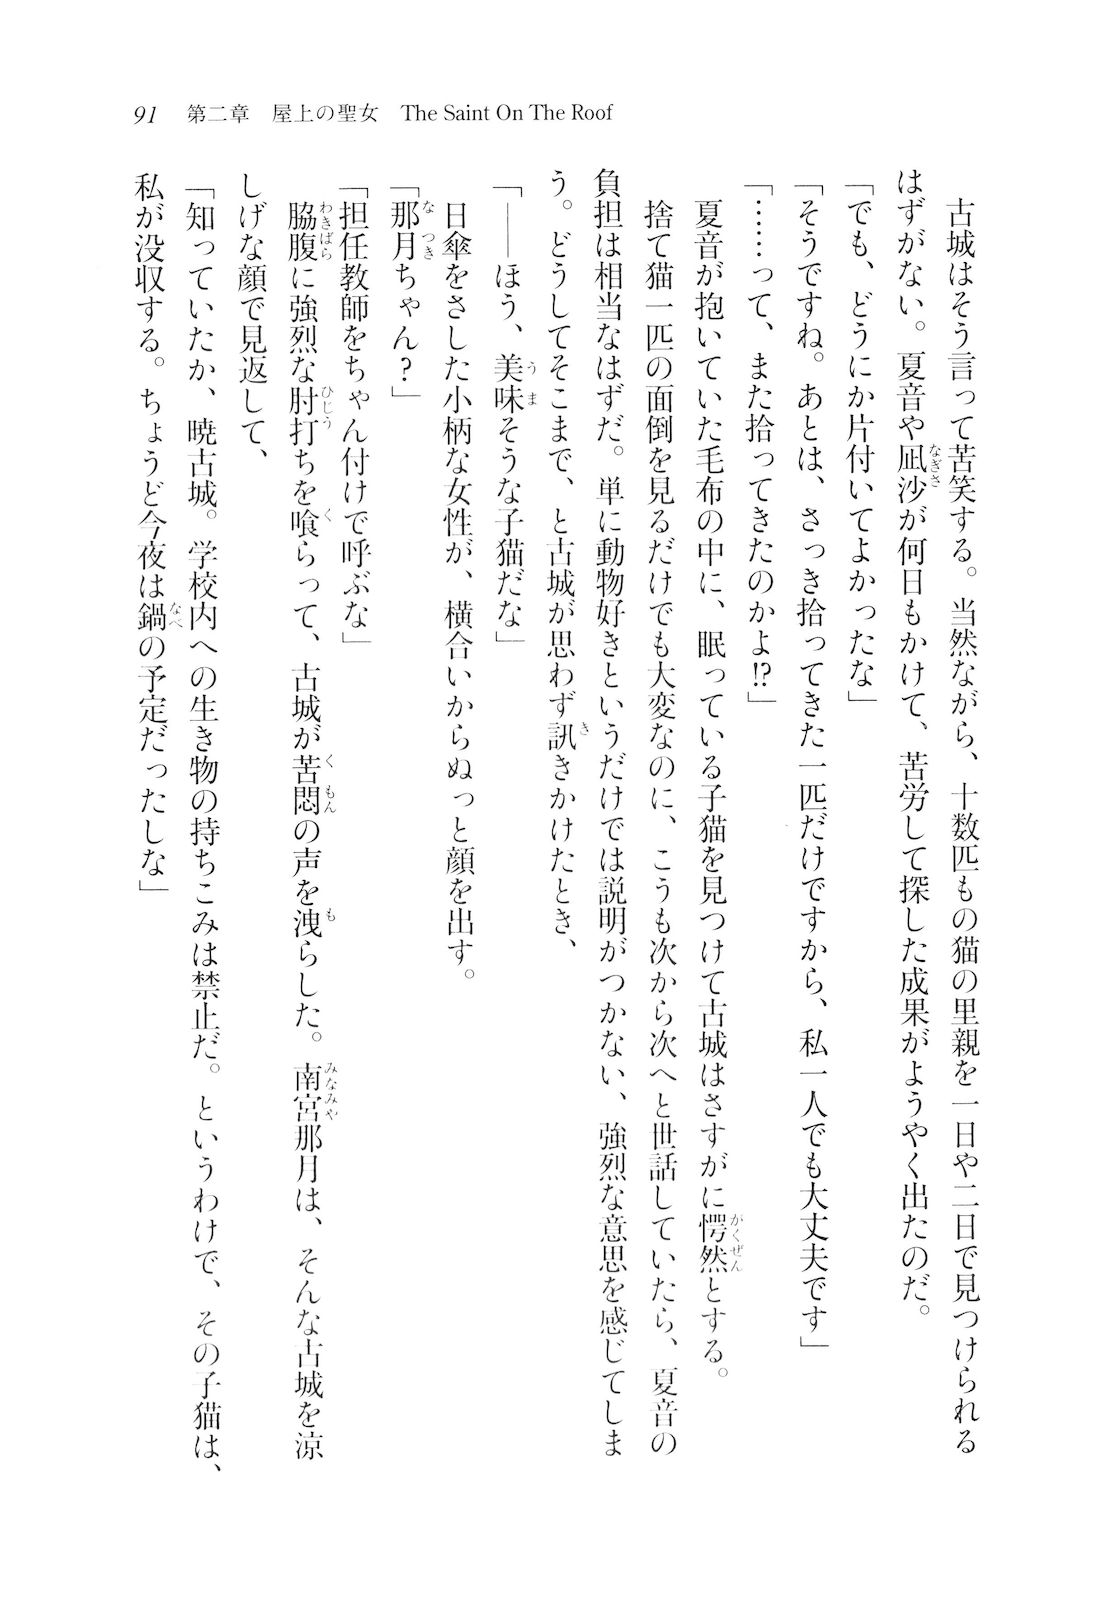 91　第二章　屋上の聖女　The Saint On The Roof
　古城はそう言って苦笑する。当然ながら、十数匹もの猫の里親を一日や二日で見つけられる
はずがない。夏音や凪沙が何日もかけて、苦労して探した成果がようやく出たのだ。
「でも、どうにか片付いてよかったな」
「そうですね。あとは、さっき拾ってきた一匹だけですから、私一人でも大丈夫です」
「……って、また拾ってきたのかよ!?」
　夏音が抱いていた毛布の中に、眠っている子猫を見つけて古城はさすがに愕然とする。
　捨て猫一匹の面倒を見るだけでも大変なのに、こうも次から次へと世話していたら、夏音の
負担は相当なはずだ。単に動物好きというだけでは説明がつかない、強烈な意思を感じてしま
う。どうしてそこまで、と古城が思わず訊きかけたとき、
「――ほう、美味そうな子猫だな」
　日傘をさした小柄な女性が、横合いからぬっと顔を出す。
「那月ちゃん？」
「担任教師をちゃん付けで呼ぶな」
　脇腹に強烈な肘打ちを喰らって、古城が苦悶の声を洩らした。南宮那月は、そんな古城を涼
しげな顔で見返して、
「知っていたか、暁古城。学校内への生き物の持ちこみは禁止だ。というわけで、その子猫は、
私が没収する。ちょうど今夜は鍋の予定だったしな」